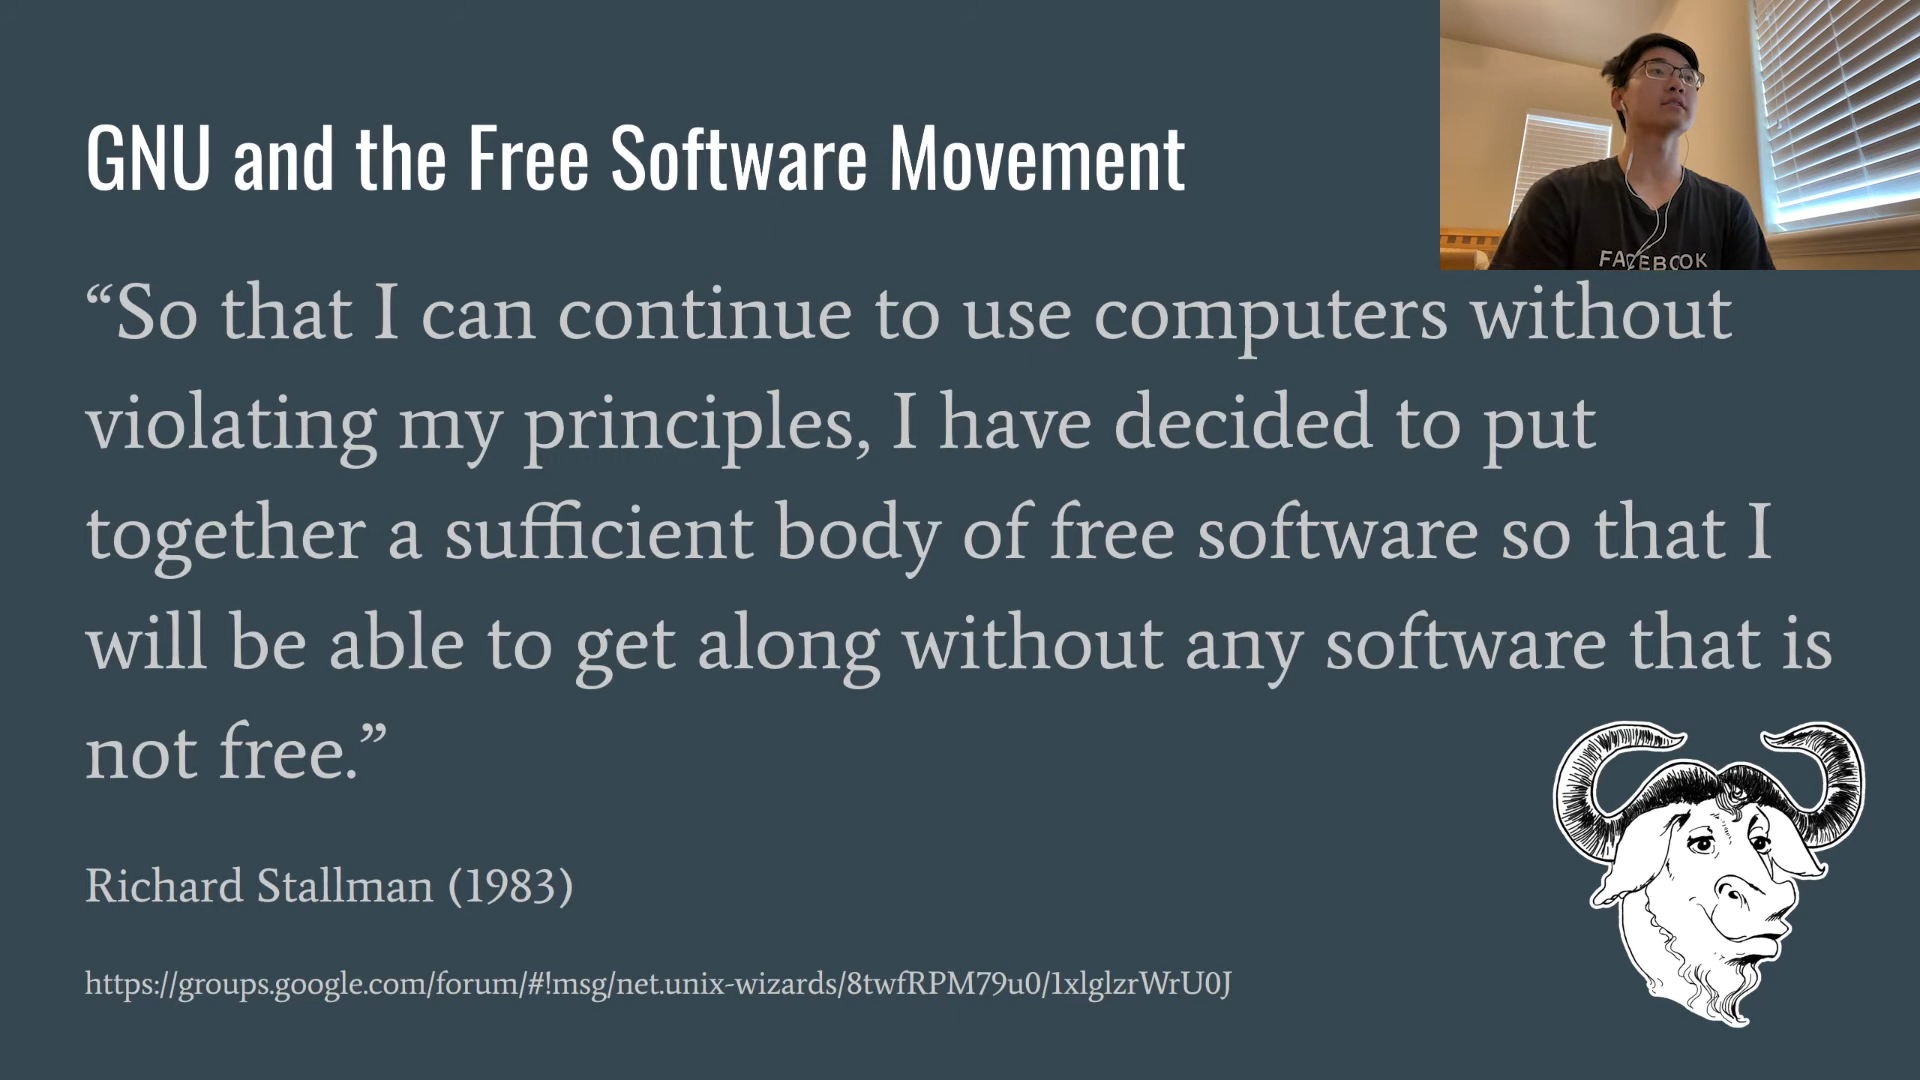 GNU and the Free Software Movement
FACEBOOK
“So that I can continue to use computers without
violating my principles, I have decided to put
together a sufficient body of free software so that I
will be able to get along without any software that is
not free.”
Richard Stallman (1983)
https://groups.google.com/forum/#!msg/net.unix-wizards/8twfRPM79u0/1xlglzrWrU0J